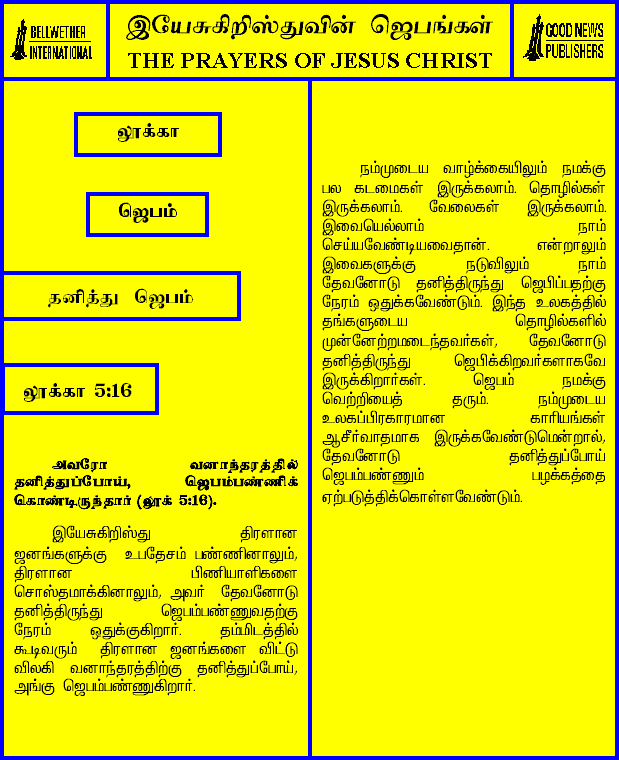 BELLWETHER
INTERNATIONAL
இயேசுகிறிஸ்துவின் ஜெபங்கள்
THE PRAYERS OF JESUS CHRIST
GOOD NEWS
PUBLISHERS
லூக்கா
ஜெபம்
தனித்து ஜெபம்
லூக்கா 5:16
அவரோ வனாந்தரத்தில்
தனித்துப்போய், ஜெபம்பண்ணிக்
கொண்டிருந்தார் (லூக் 5:16).
இயேசுகிறிஸ்து திரளான
ஜனங்களுக்கு உபதேசம் பண்ணினாலும்,
திரளான பிணியாளிகளை
சொஸ்தமாக்கினாலும், அவர் தேவனோடு
தனித்திருந்து ஜெபம்பண்ணுவதற்கு
நேரம் ஒதுக்குகிறார். தம்மிடத்தில்
கூடிவரும் திரளான ஜனங்களை விட்டு
விலகி வனாந்தரத்திற்கு தனித்துப்போய்,
அங்கு ஜெபம்பண்ணுகிறார்.
நம்முடைய வாழ்க்கையிலும் நமக்கு
பல கடமைகள் இருக்கலாம். தொழில்கள்
இருக்கலாம். வேலைகள் இருக்கலாம்.
இவையெல்லாம் நாம்
செய்யவேண்டியவைதான். என்றாலும்
இவைகளுக்கு நடுவிலும் நாம்
தேவனோடு தனித்திருந்து ஜெபிப்பதற்கு
நேரம் ஒதுக்கவேண்டும். இந்த உலகத்தில்
தங்களுடைய தொழில்களில்
முன்னேற்றமடைந்தவர்கள், தேவனோடு
தனித்திருந்து ஜெபிக்கிறவர்களாகவே
இருக்கிறார்கள். ஜெபம் நமக்கு
வெற்றியைத் தரும். நம்முடைய
உலகப்பிரகாரமான காரியங்கள்
ஆசீர்வாதமாக இருக்கவேண்டுமென்றால்,
தேவனோடு தனித்துப்போய்
ஜெபம்பண்ணும் பழக்கத்தை
ஏற்படுத்திக்கொள்ளவேண்டும்.